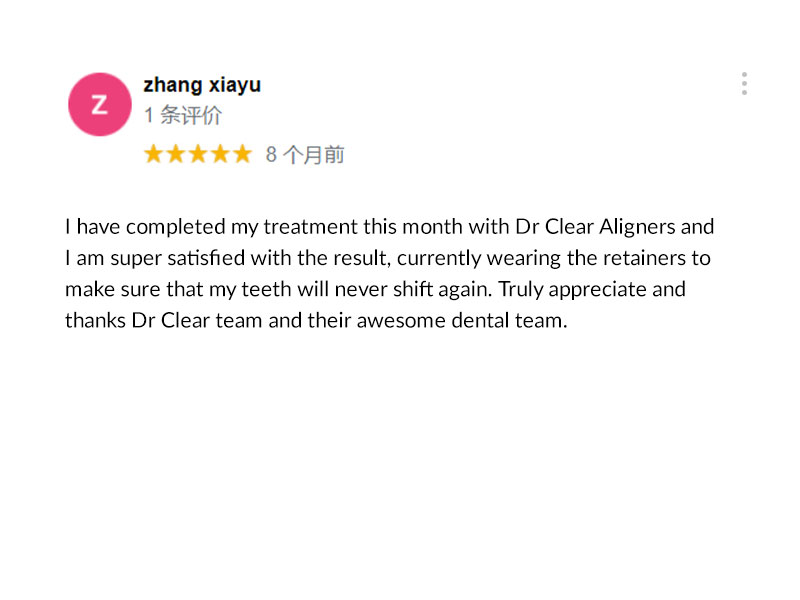 Z
zhang xiayu
1 条评价
8 个月前
I have completed my treatment this month with Dr Clear Aligners and
I am super satisfied with the result, currently wearing the retainers to
make sure that my teeth will never shift again. Truly appreciate and
thanks Dr Clear team and their awesome dental team.